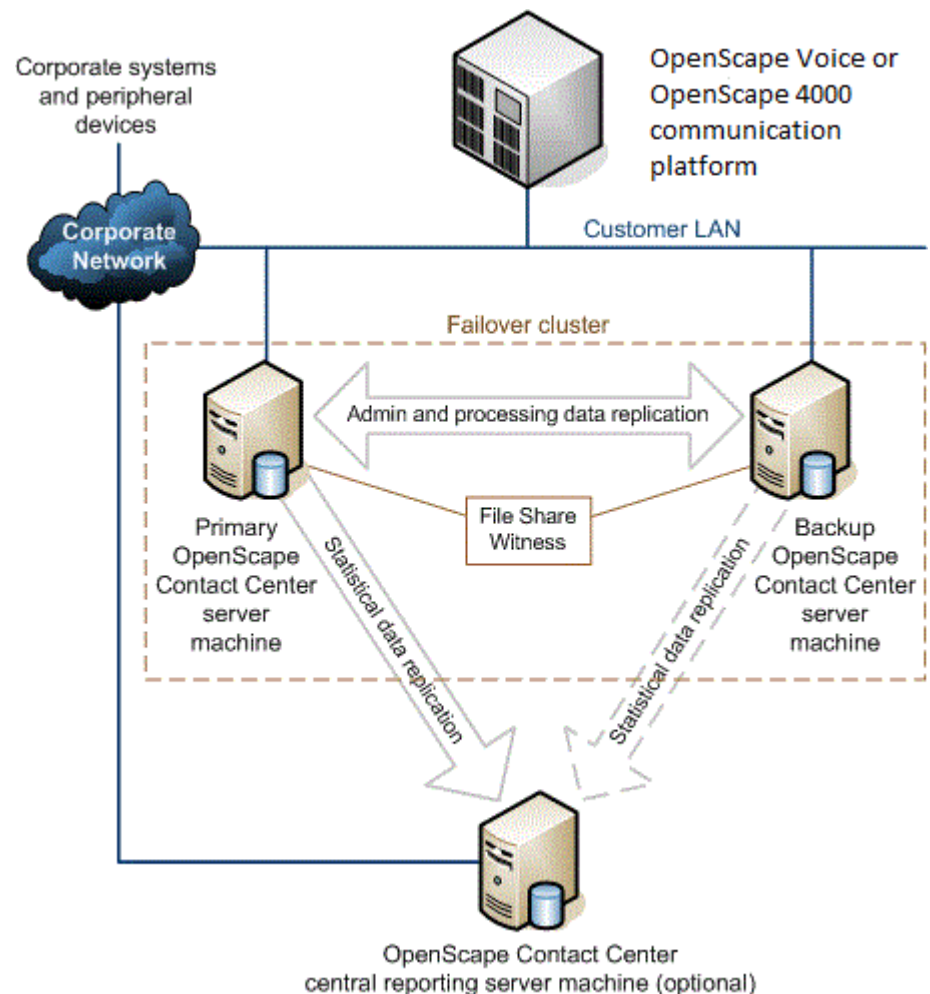 Corporate systems
and peripheral
devices
OpenScape Voice or
OpenScape 4000
communication
platform
Corporate
Network
Customer LAN
Failover cluster
Admin and processing data replication
File Share
Witness
Primary
OpenScape
Contact Center
server
machine
Backup
OpenScape
Contact Center
server
machine
Statistical data replication
Statistical data replication
OpenScape Contact Center
central reporting server machine (optional)